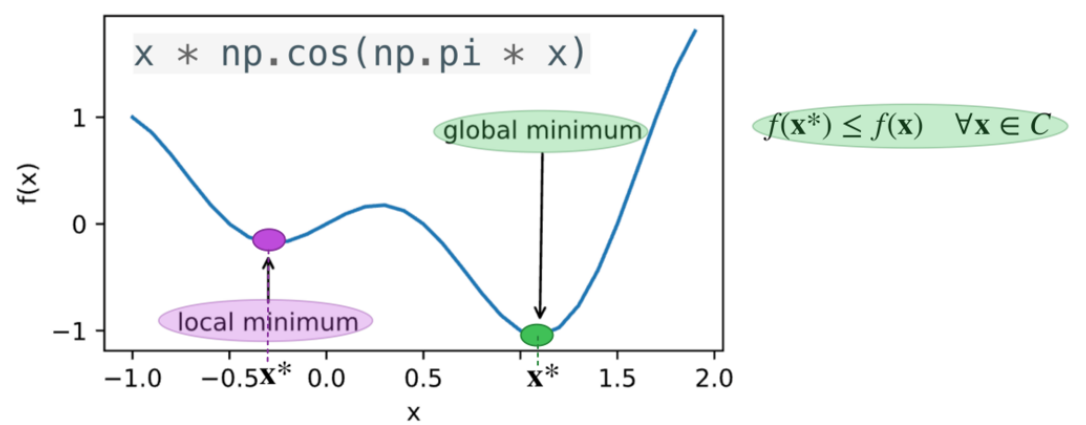 x * np.cos(np.pi * x)
global minimum
f(x*) ≤ f(x) ∀x ∈ C
1
0
−1
f(x)
local minimum
x*
x*
−1.0 −0.5 0.0 0.5 1.5 2.0
x